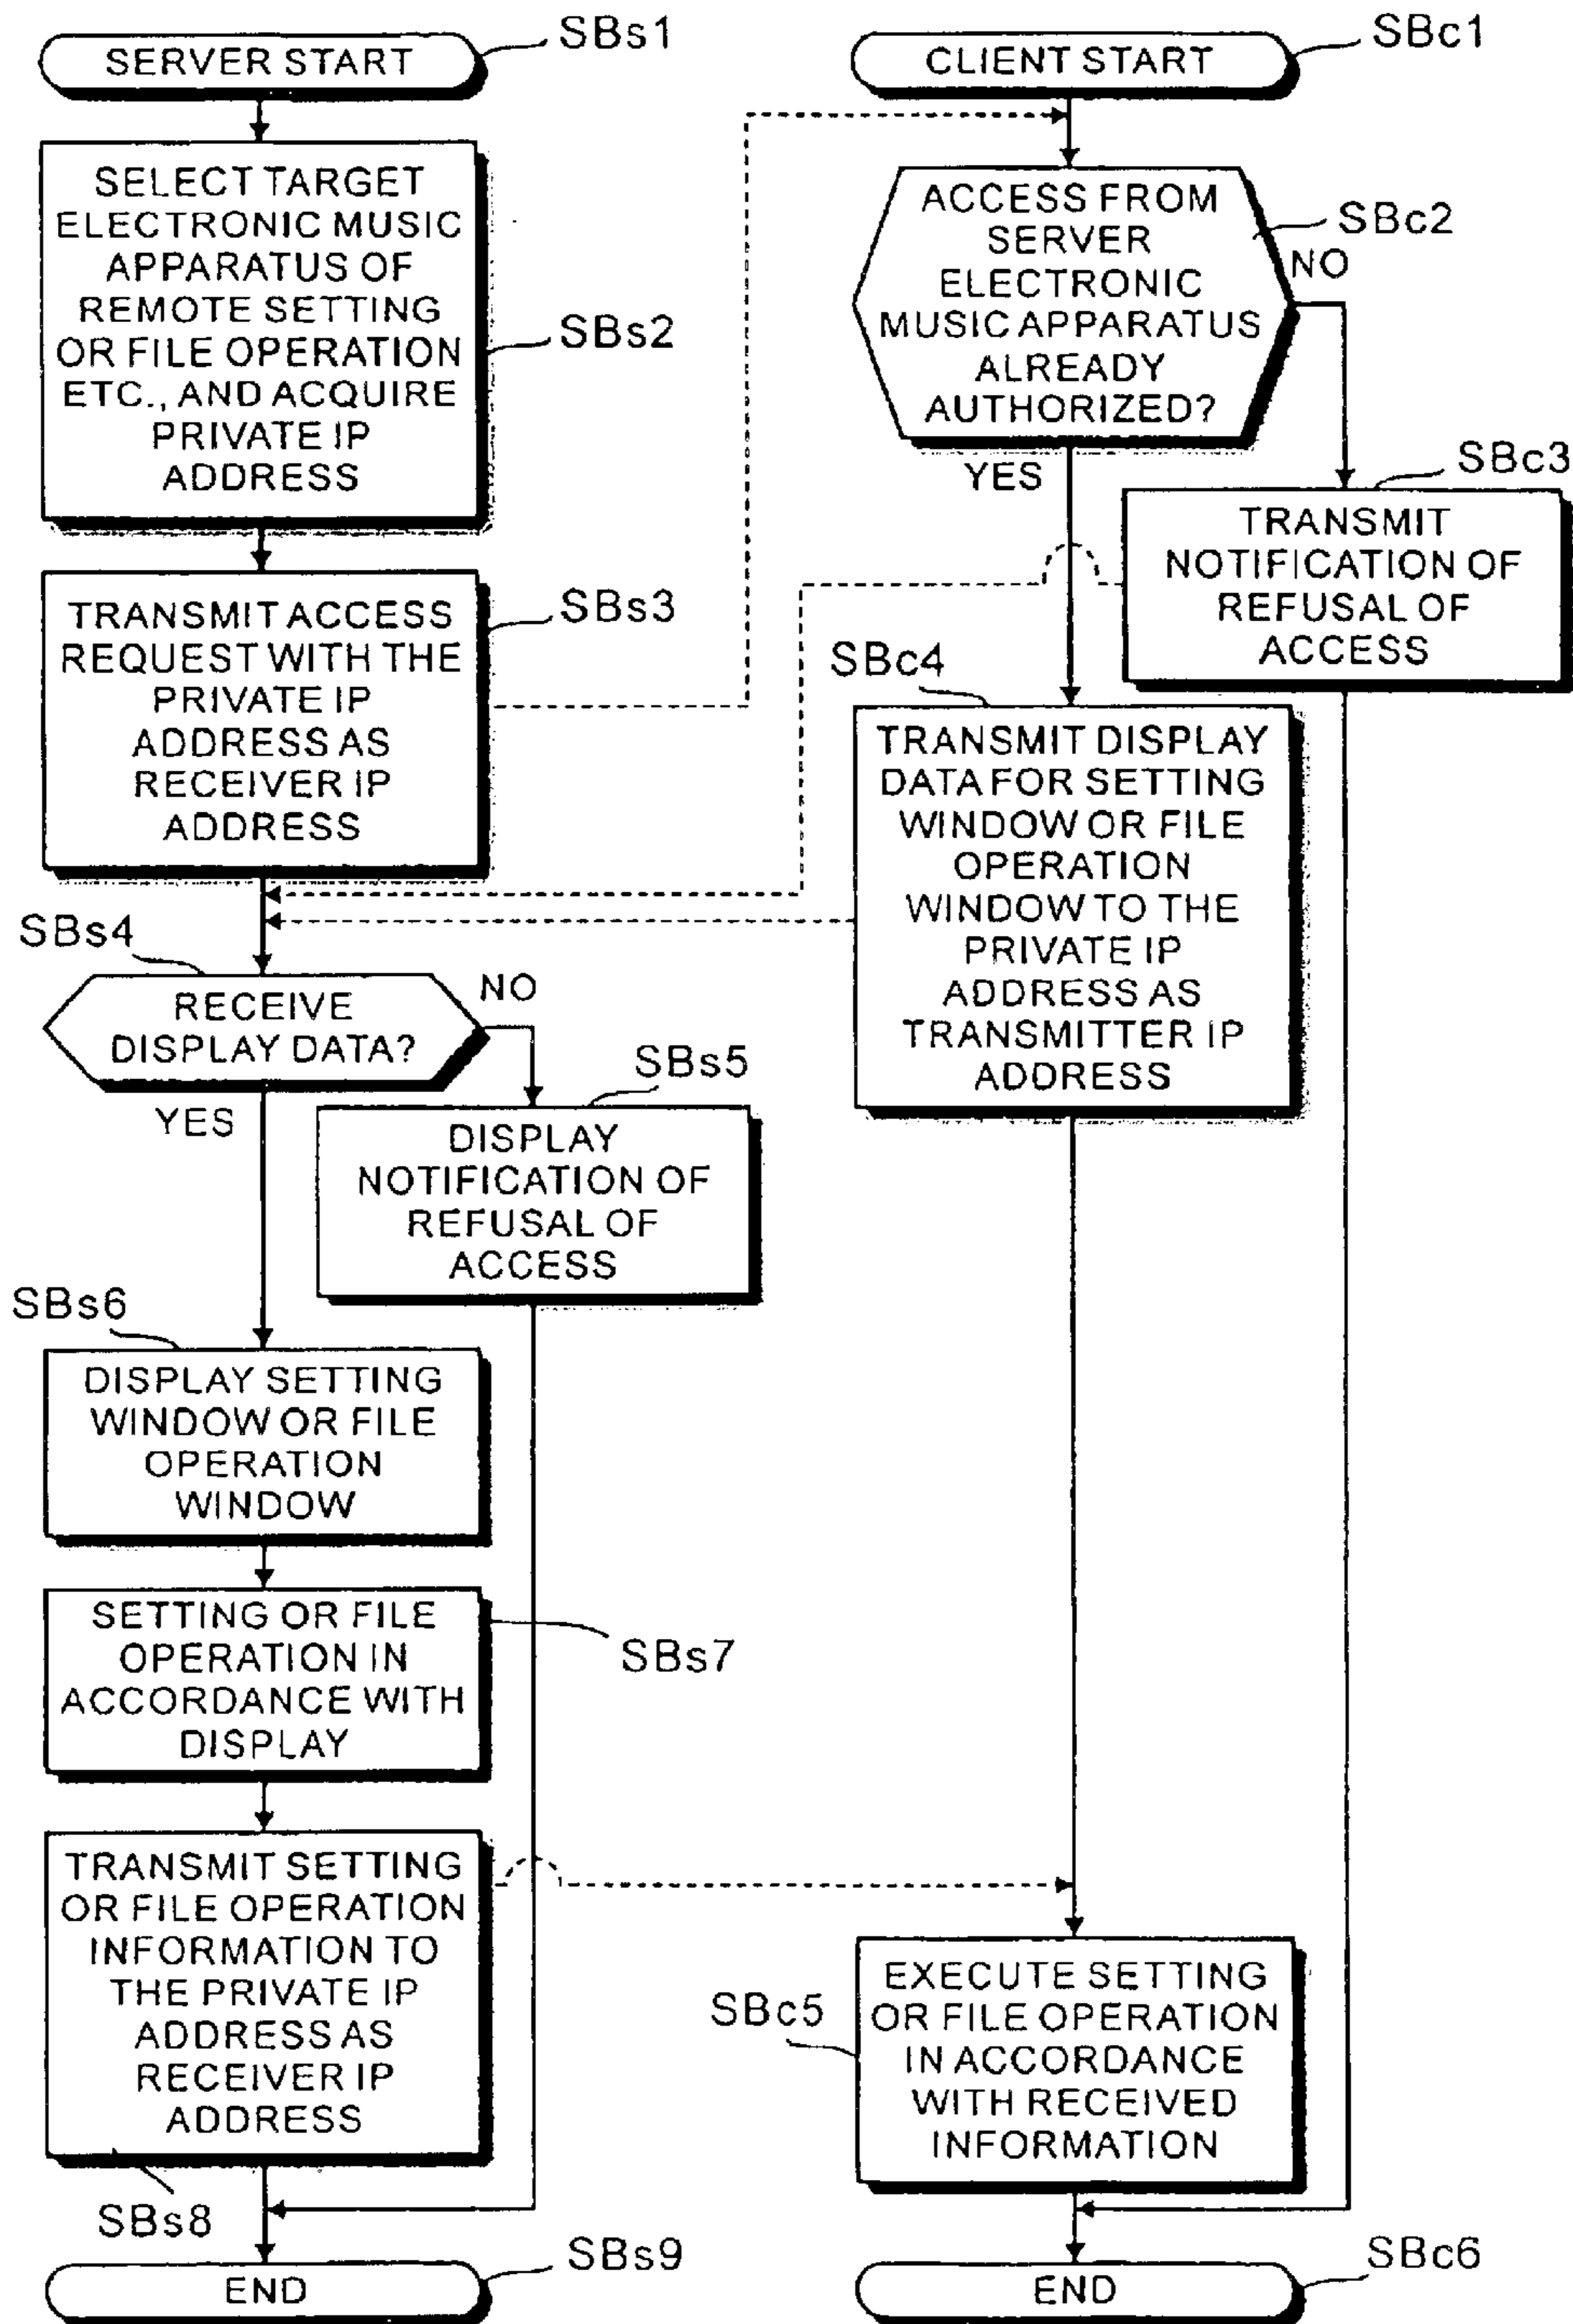 SERVER START
SBs1
SELECT TARGET
ELECTRONIC MUSIC
APPARATUS OF
REMOTE SETTING
OR FILE OPERATION
ETC., AND ACQUIRE
PRIVATE IP
ADDRESS
SBs2
TRANSMIT ACCESS
REQUEST WITH THE
PRIVATE IP
ADDRESS AS
RECEIVER IP
ADDRESS
SBs3
SBs4
RECEIVE
DISPLAY DATA?
NO
YES
SBs5
DISPLAY
NOTIFICATION OF
REFUSAL OF
ACCESS
SBs6
DISPLAY SETTING
WINDOW OR FILE
OPERATION
WINDOW
SETTING OR FILE
OPERATION IN
ACCORDANCE WITH
DISPLAY
SBs7
TRANSMIT SETTING
OR FILE OPERATION
INFORMATION TO
THE PRIVATE IP
ADDRESS AS
RECEIVER IP
ADDRESS
SBs8
END
SBs9
CLIENT START
SBc1
ACCESS FROM
SERVER
ELECTRONIC
MUSIC APPARATUS
ALREADY
AUTHORIZED?
SBc2
NO
YES
SBc3
TRANSMIT
NOTIFICATION OF
REFUSAL OF
ACCESS
SBc4
TRANSMIT DISPLAY
DATA FOR SETTING
WINDOW OR FILE
OPERATION
WINDOW TO THE
PRIVATE IP
ADDRESS AS
TRANSMITTER IP
ADDRESS
SBc5
EXECUTE SETTING
OR FILE OPERATION
IN ACCORDANCE
WITH RECEIVED
INFORMATION
END
SBc6